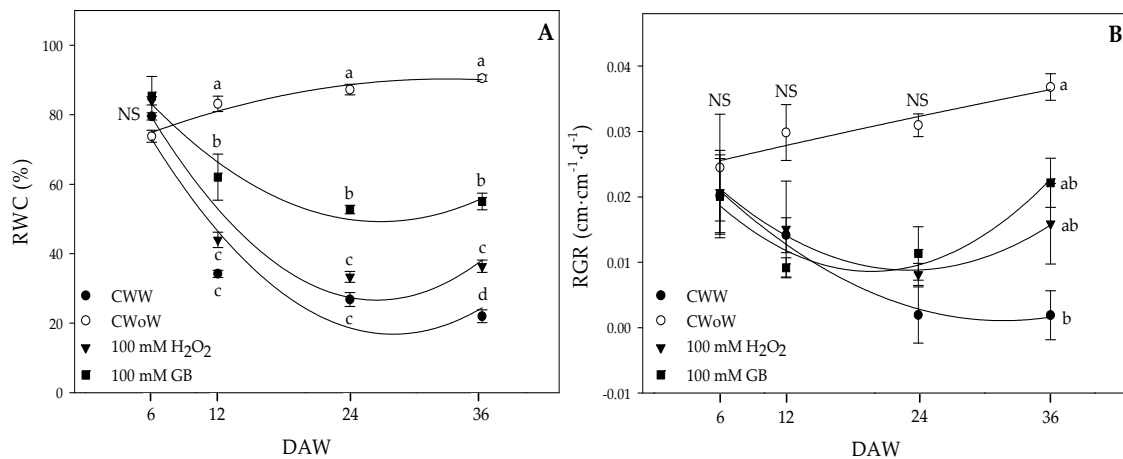 A
RWC (%)
100
80
60
40
20
0
NS
a
a
a
b
b
b
c
c
c
c
c
d
CWW
CWoW
100 mM H₂O₂
100 mM GB
6
12
24
36
DAW
B
RGR (cm·cm⁻¹·d⁻¹)
0.04
0.03
0.02
0.01
0.00
-0.01
NS
NS
NS
a
ab
ab
b
CWW
CWoW
100 mM H₂O₂
100 mM GB
6
12
24
36
DAW